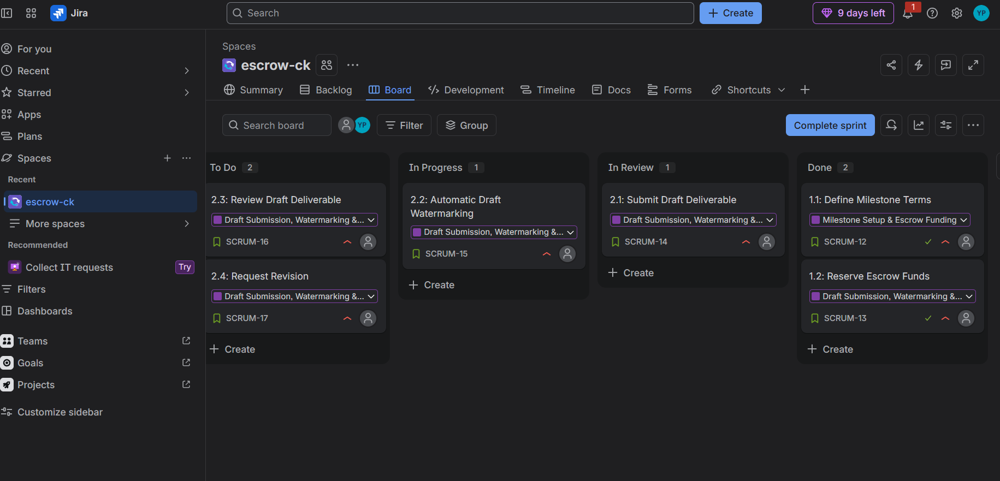 Jira
Search
Create
9 days left
1
YP
For you
Recent
Starred
Apps
Plans
Spaces
Recent
escrow-ck
More spaces
Recommended
Collect IT requests
Try
Filters
Dashboards
Teams
Goals
Projects
Customize sidebar
Spaces
escrow-ck
Summary
Backlog
Board
Development
Timeline
Docs
Forms
Shortcuts
Search board
YP
Filter
Group
Complete sprint
To Do 2
2.3: Review Draft Deliverable
Draft Submission, Watermarking &...
SCRUM-16
2.4: Request Revision
Draft Submission, Watermarking &...
SCRUM-17
Create
In Progress 1
2.2: Automatic Draft
Watermarking
Draft Submission, Watermarking &...
SCRUM-15
Create
In Review 1
2.1: Submit Draft Deliverable
Draft Submission, Watermarking &...
SCRUM-14
Create
Done 2
1.1: Define Milestone Terms
Milestone Setup & Escrow Funding
SCRUM-12
1.2: Reserve Escrow Funds
Draft Submission, Watermarking &...
SCRUM-13
Create